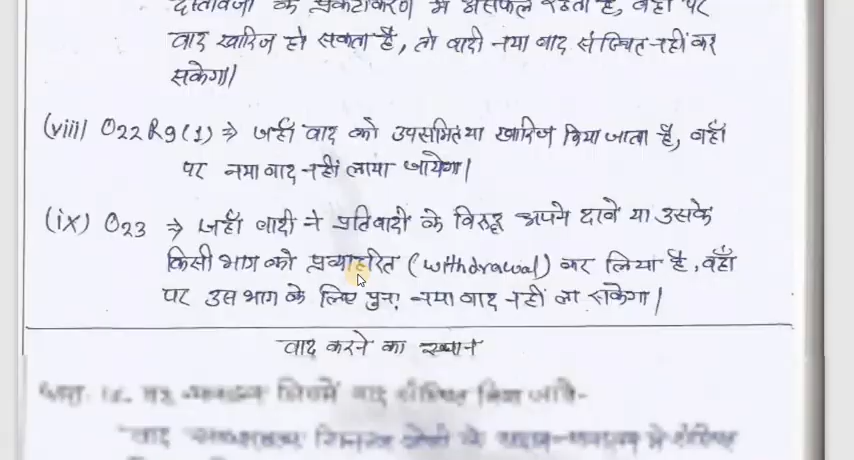 दस्तावेजों के प्रकटीकरण में असफल रहता है, वहाँ पर
वाद खारिज हो सकता है, तो वादी नया वाद संस्थित नहीं कर
सकेगा।
(viii) O22 R9(1) ⇒ जहाँ वाद को उपसमित या खारिज किया जाता है, वहाँ
पर नया वाद नहीं लाया जायेगा।
(ix) O23 ⇒ जहाँ वादी ने प्रतिवादी के विरुद्ध अपने दावे या उसके
किसी भाग को प्रत्याहरित (withdrawal) कर लिया है, वहाँ
पर उस भाग के लिए पुनः नया वाद नहीं ला सकेगा।
वाद करने का स्थान